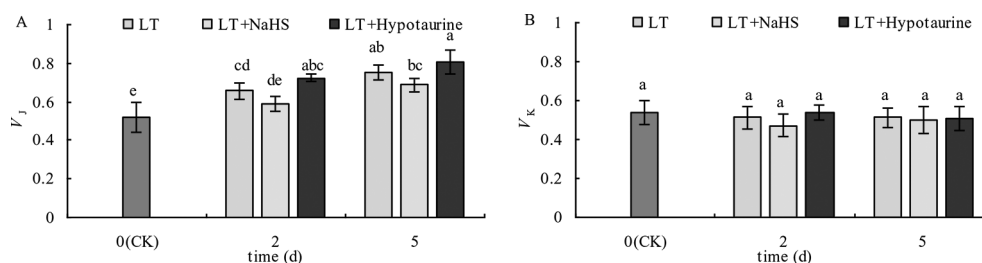 A
LT
LT+NaHS
LT+Hypotaurine
1
0.8
0.6
0.4
0.2
0
V_J
e
cd
de
abc
ab
bc
a
0(CK)
2
5
time (d)
B
LT
LT+NaHS
LT+Hypotaurine
1
0.8
0.6
0.4
0.2
0
V_K
a
a
a
a
a
a
a
0(CK)
2
5
time (d)